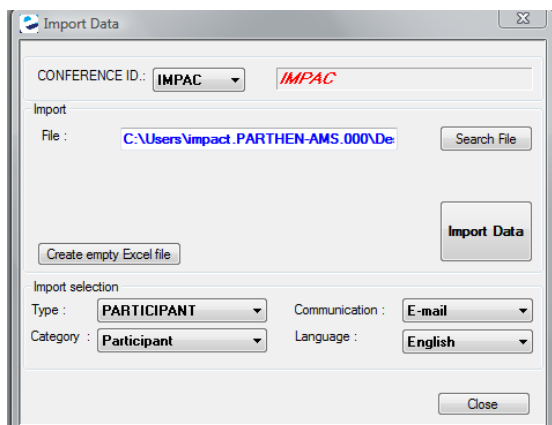 Import Data
CONFERENCE ID.: IMPAC IMPAC
Import
File : C:\Users\impact.PARTHEN-AMS.000\De Search File
Import Data
Create empty Excel file
Import selection
Type : PARTICIPANT Communication : E-mail
Category : Participant Language : English
Close